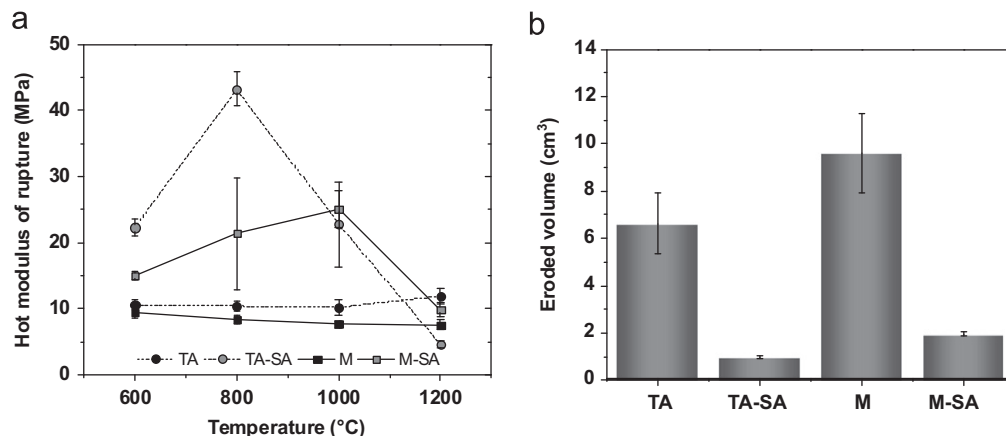 a
Hot modulus of rupture (MPa)
50
40
30
20
10
0
TA TA-SA M M-SA
600 800 1000 1200
Temperature (°C)
b
Eroded volume (cm³)
14
12
10
8
6
4
2
0
TA TA-SA M M-SA